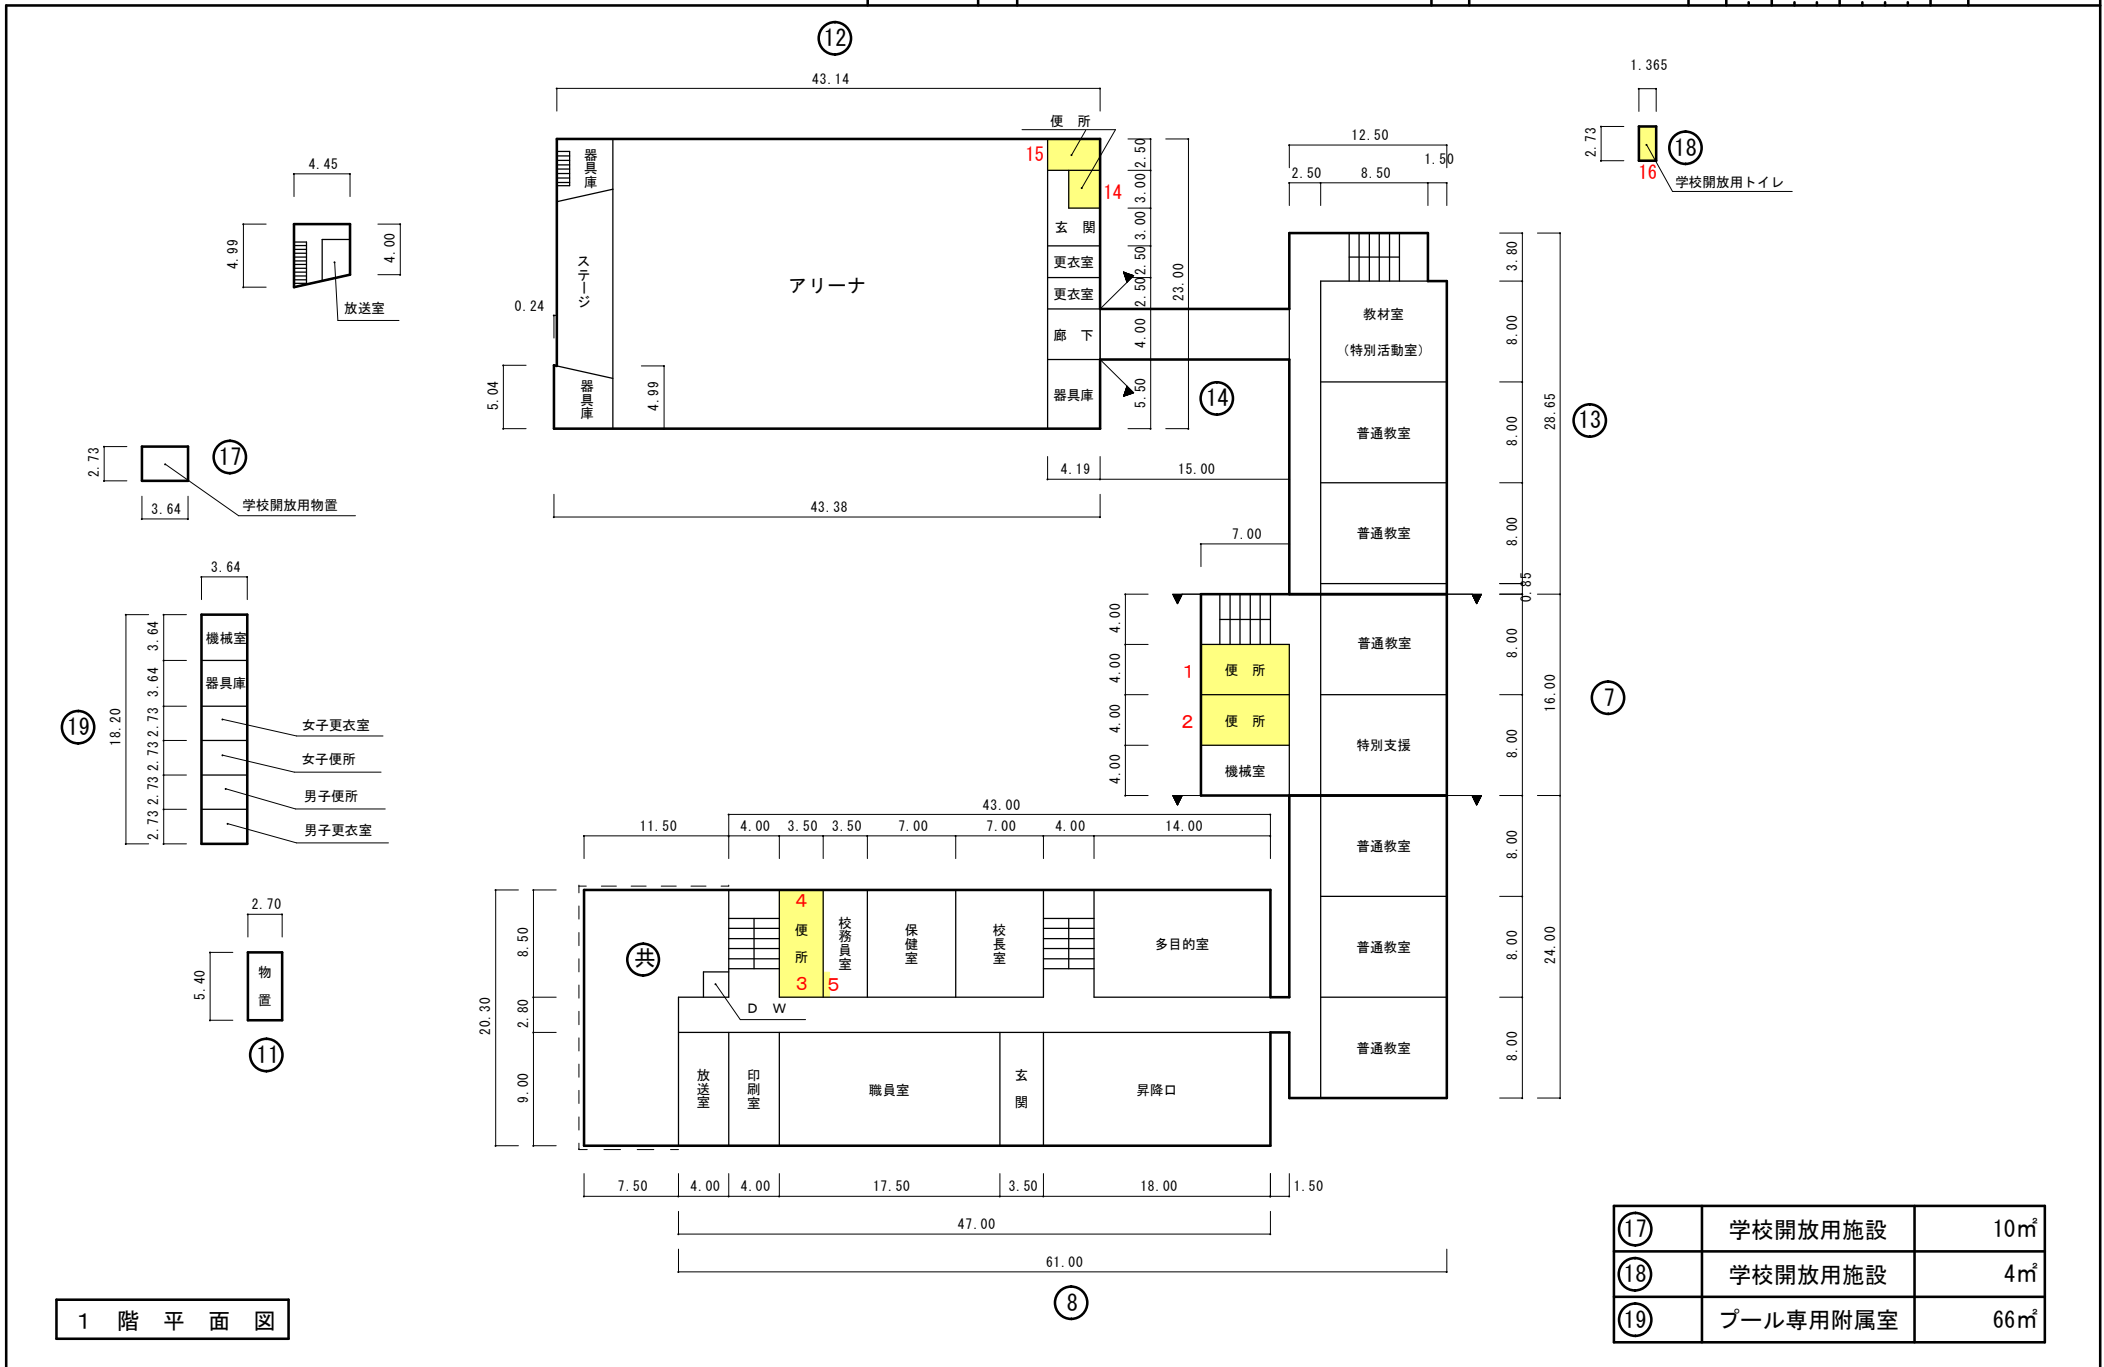 ⑫
43.14
1.365
2.73
⑱
16
学校開放用トイレ
便 所
15
14
2.50
3.00
3.00
2.50
2.50
4.00
5.50
23.00
12.50
1.50
2.50
8.50
4.45
4.99
4.00
放送室
器具庫
ステージ
アリーナ
玄 関
更衣室
更衣室
廊 下
器具庫
器具庫
0.24
5.04
4.99
⑭
4.19
15.00
43.38
3.80
教材室
(特別活動室)
8.00
普通教室
8.00
28.65
⑬
普通教室
8.00
0.85
2.73
⑰
3.64
学校開放用物置
3.64
機械室
3.64
器具庫
3.64
⑲
18.20
2.73
女子更衣室
2.73
女子便所
2.73
男子便所
2.73
男子更衣室
7.00
4.00
1
便 所
4.00
2
便 所
4.00
機械室
4.00
普通教室
8.00
16.00
⑦
特別支援
8.00
43.00
11.50
4.00
3.50
3.50
7.00
7.00
4.00
14.00
普通教室
8.00
普通教室
8.00
24.00
普通教室
8.00
2.70
5.40
物置
⑪
20.30
8.50
2.80
9.00
共
4
便所
3
5
校務員室
保健室
校長室
多目的室
D W
放送室
印刷室
職員室
玄関
昇降口
7.50
4.00
4.00
17.50
3.50
18.00
1.50
47.00
61.00
⑧
1 階 平 面 図
⑰ 学校開放用施設 10㎡
⑱ 学校開放用施設 4㎡
⑲ プール専用附属室 66㎡